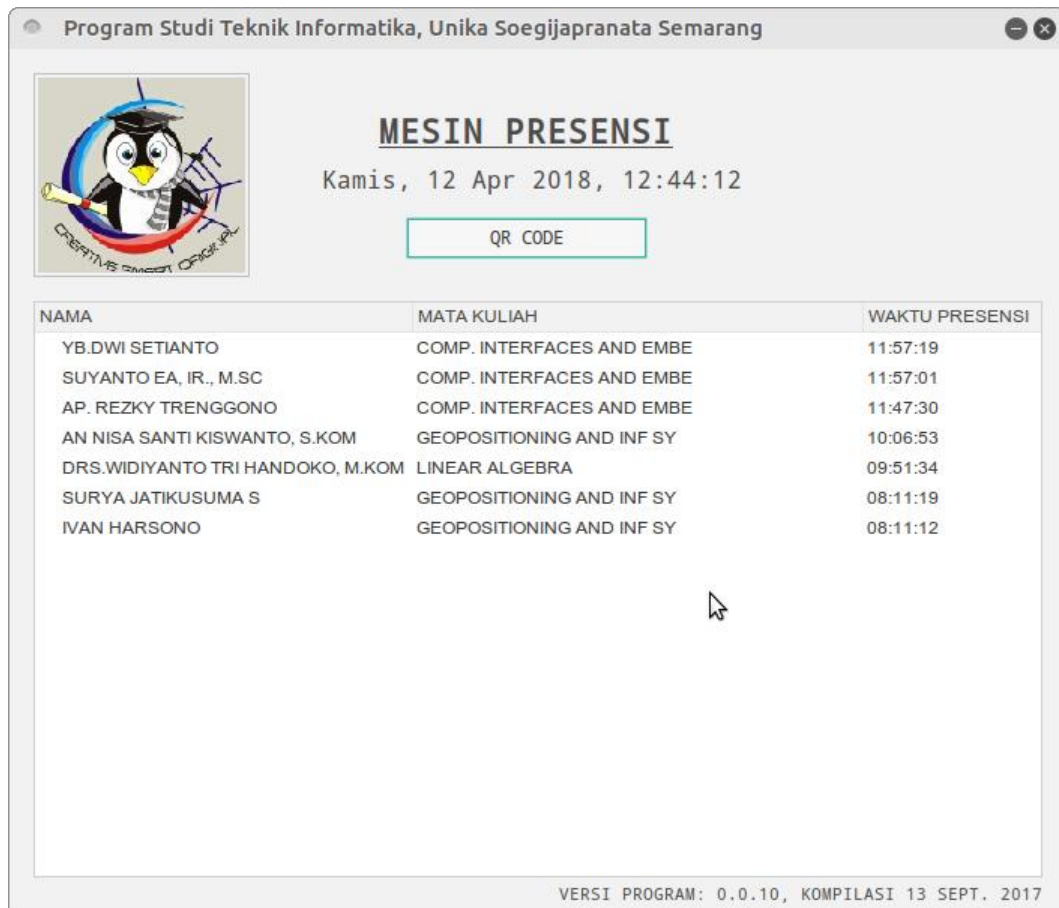 Program Studi Teknik Informatika, Unika Soegijapranata Semarang
MESIN PRESENSI
Kamis, 12 Apr 2018, 12:44:12
QR CODE
CREATIVE SMART ORIGINAL
NAMA MATA KULIAH WAKTU PRESENSI
YB.DWI SETIANTO COMP. INTERFACES AND EMBE 11:57:19
SUYANTO EA, IR., M.SC COMP. INTERFACES AND EMBE 11:57:01
AP. REZKY TRENGGONO COMP. INTERFACES AND EMBE 11:47:30
AN NISA SANTI KISWANTO, S.KOM GEOPOSITIONING AND INF SY 10:06:53
DRS.WIDIYANTO TRI HANDOKO, M.KOM LINEAR ALGEBRA 09:51:34
SURYA JATIKUSUMA S GEOPOSITIONING AND INF SY 08:11:19
IVAN HARSONO GEOPOSITIONING AND INF SY 08:11:12
VERSI PROGRAM: 0.0.10, KOMPILASI 13 SEPT. 2017